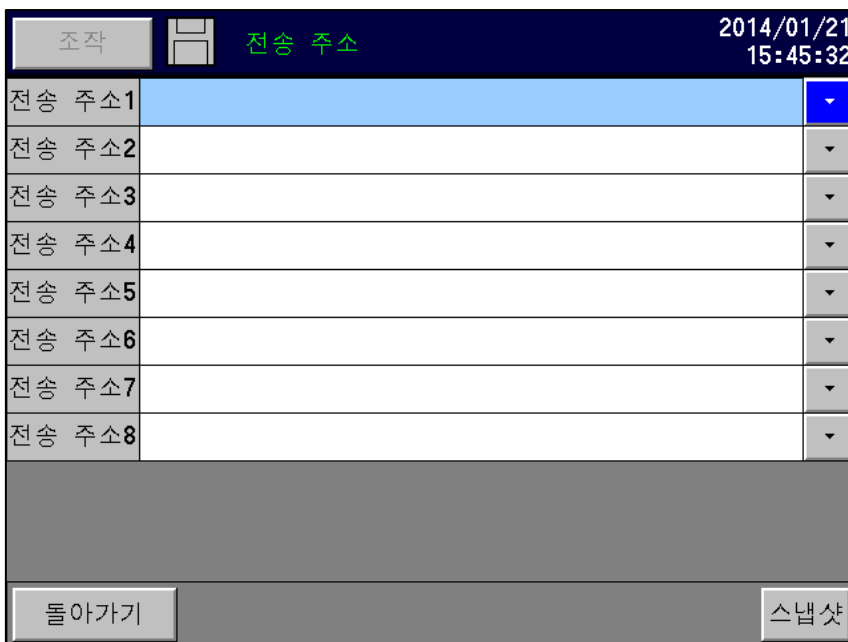 조작
전송 주소
2014/01/21
15:45:32
전송 주소1
전송 주소2
전송 주소3
전송 주소4
전송 주소5
전송 주소6
전송 주소7
전송 주소8
돌아가기
스냅샷